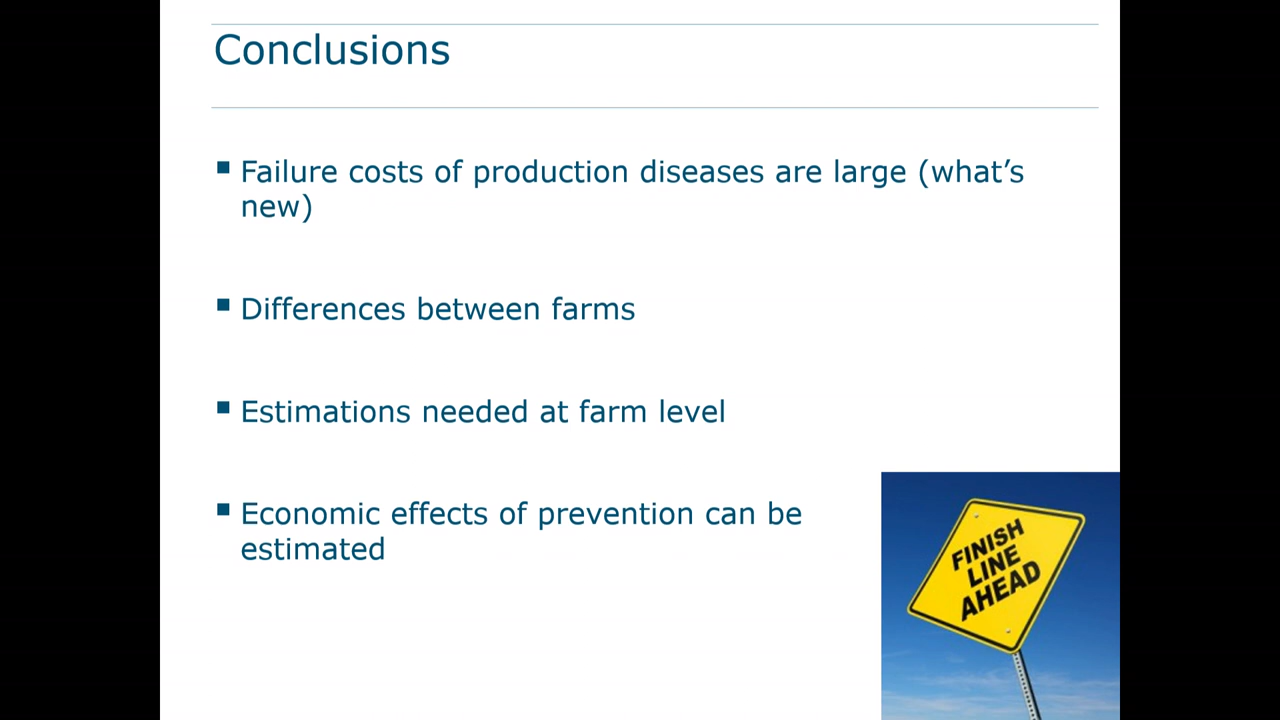 Conclusions
Failure costs of production diseases are large (what's
new)
Differences between farms
Estimations needed at farm level
Economic effects of prevention can be
estimated
FINISH
LINE
AHEAD